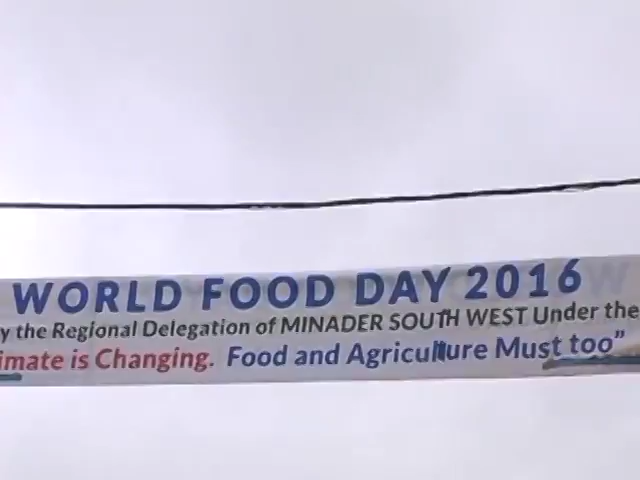 WORLD FOOD DAY 2016
y the Regional Delegation of MINADER SOUTH WEST Under the
imate is Changing. Food and Agriculture Must too”